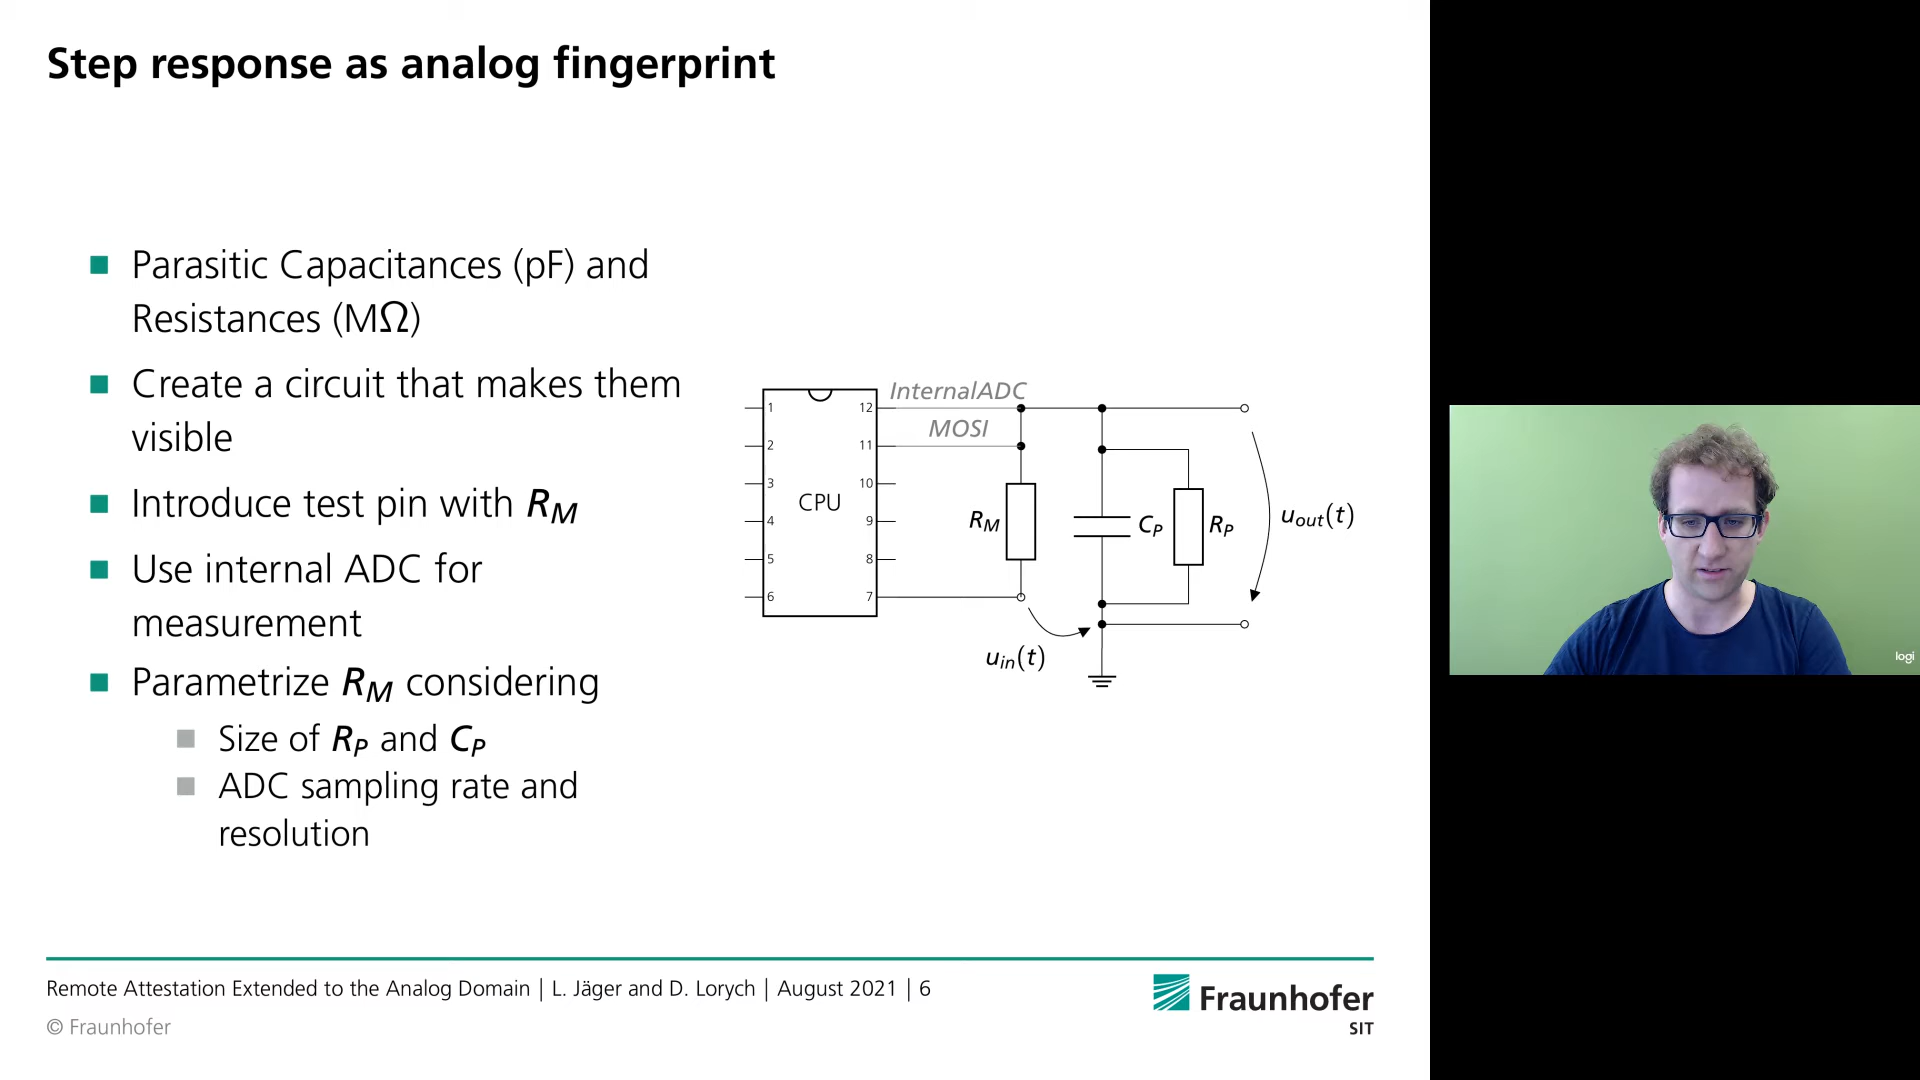 Step response as analog fingerprint
Parasitic Capacitances (pF) and
Resistances (MΩ)
Create a circuit that makes them
visible
Introduce test pin with R_M
Use internal ADC for
measurement
Parametrize R_M considering
Size of R_P and C_P
ADC sampling rate and
resolution
InternalADC
MOSI
1
2
3
4
5
6
CPU
12
11
10
9
8
7
R_M
C_P
R_P
u_out(t)
u_in(t)
logi
Remote Attestation Extended to the Analog Domain | L. Jäger and D. Lorych | August 2021 | 6
© Fraunhofer
Fraunhofer
SIT